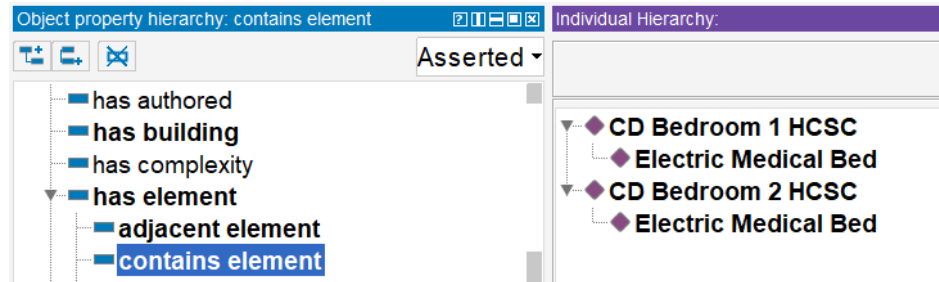 Object property hierarchy: contains element
Asserted
has authored
has building
has complexity
has element
adjacent element
contains element
Individual Hierarchy:
CD Bedroom 1 HCSC
Electric Medical Bed
CD Bedroom 2 HCSC
Electric Medical Bed